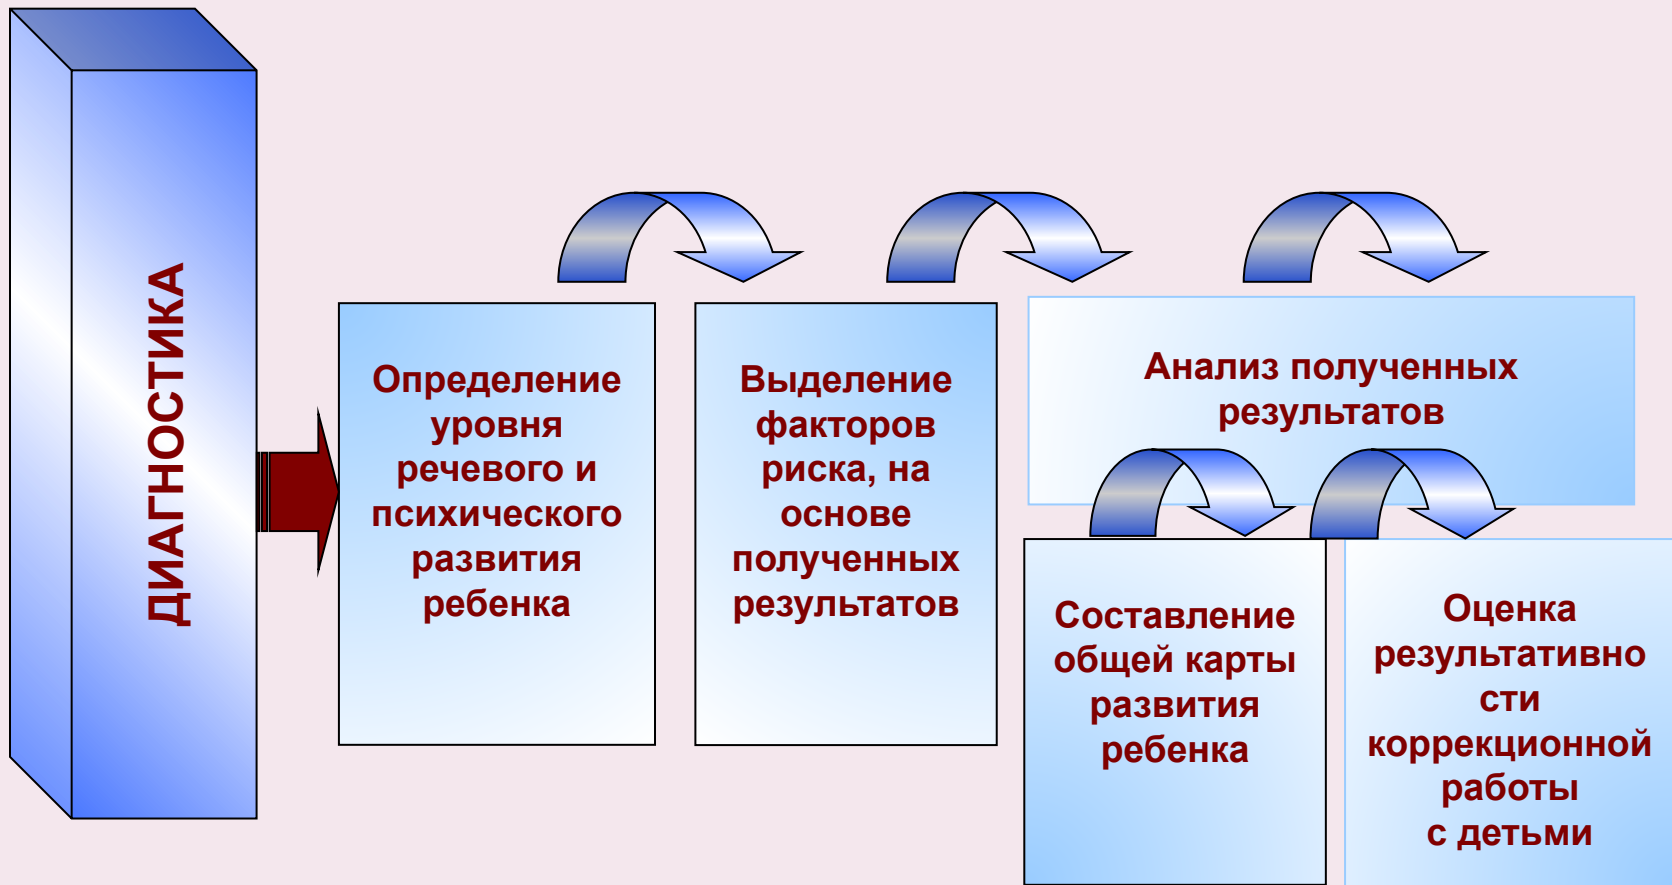 ДИАГНОСТИКА
Определение
уровня
речевого и
психического
развития
ребенка
Выделение
факторов
риска, на
основе
полученных
результатов
Анализ полученных
результатов
Составление
общей карты
развития
ребенка
Оценка
результативно
сти
коррекционной
работы
с детьми